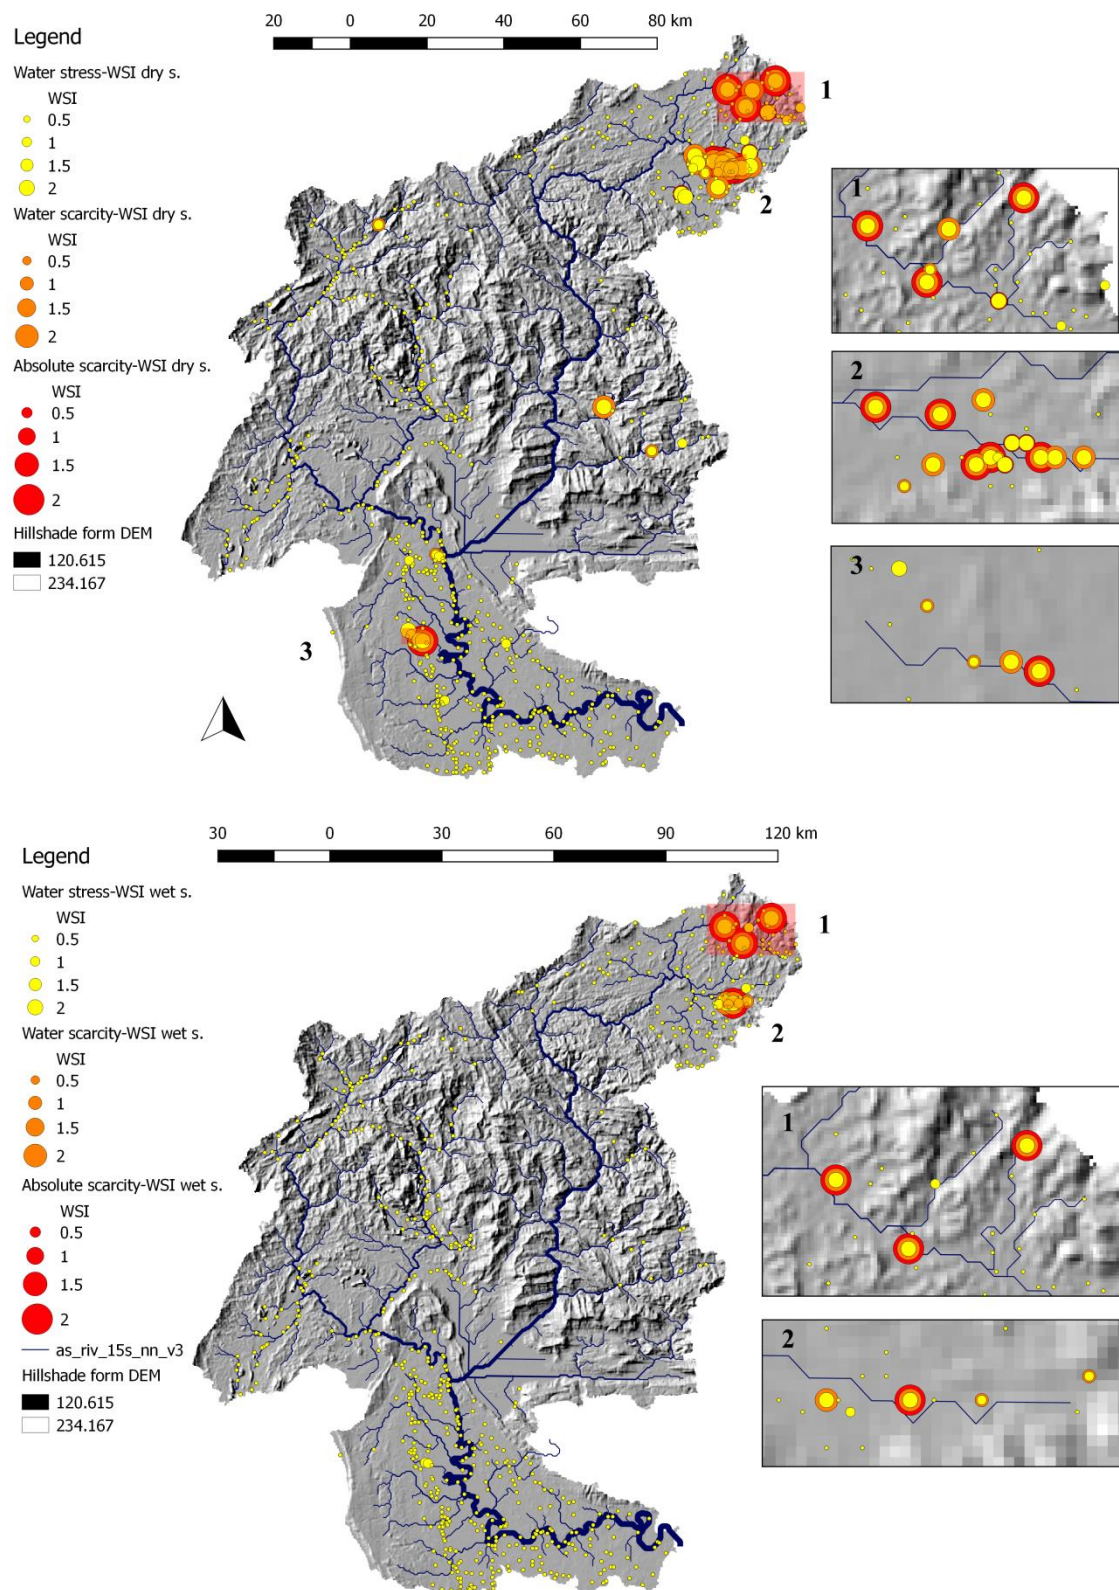 20 0 20 40 60 80 km
Legend
Water stress-WSI dry s.
WSI
0.5
1
1.5
2
Water scarcity-WSI dry s.
WSI
0.5
1
1.5
2
Absolute scarcity-WSI dry s.
WSI
0.5
1
1.5
2
Hillshade form DEM
120.615
234.167
1
2
3
1
2
3
30 0 30 60 90 120 km
Legend
Water stress-WSI wet s.
WSI
0.5
1
1.5
2
Water scarcity-WSI wet s.
WSI
0.5
1
1.5
2
Absolute scarcity-WSI wet s.
WSI
0.5
1
1.5
2
as_riv_15s_nn_v3
Hillshade form DEM
120.615
234.167
1
2
1
2